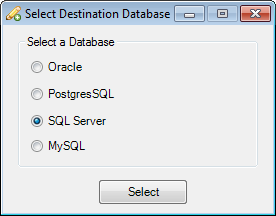 Select Destination Database
Select a Database
Oracle
PostgresSQL
SQL Server
MySQL
Select